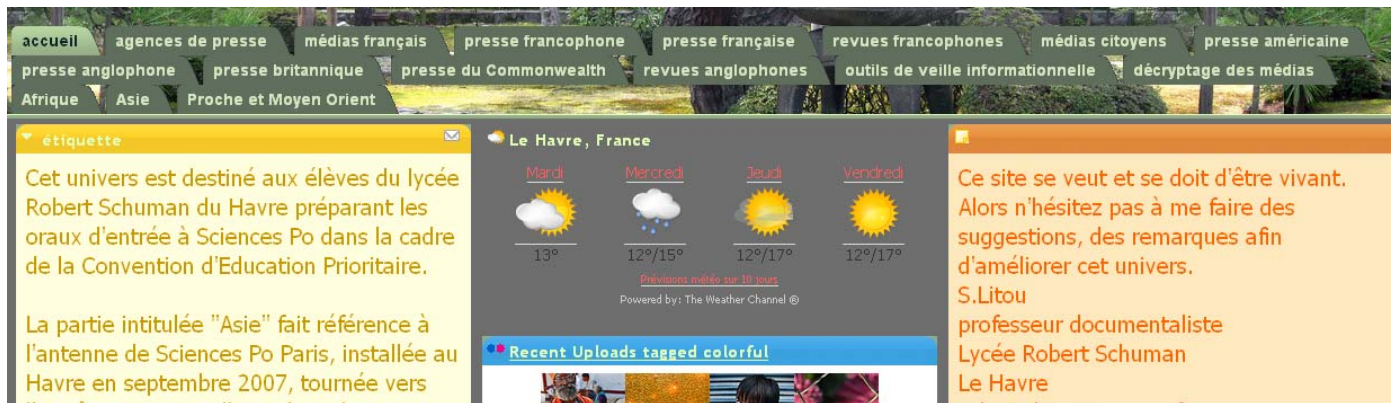 accueil agences de presse médias français presse francophone presse française revues francophones médias citoyens presse américaine
presse anglophone presse britannique presse du Commonwealth revues anglophones outils de veille informationnelle décryptage des médias
Afrique Asie Proche et Moyen Orient
étiquette
Cet univers est destiné aux élèves du lycée
Robert Schuman du Havre préparant les
oraux d'entrée à Sciences Po dans la cadre
de la Convention d'Education Prioritaire.
La partie intitulée "Asie" fait référence à
l'antenne de Sciences Po Paris, installée au
Havre en septembre 2007, tournée vers
Le Havre, France
Mardi Mercredi Jeudi Vendredi
13° 12°/15° 12°/17° 12°/17°
Prévisions météo sur 10 jours
Powered by: The Weather Channel ®
Recent Uploads tagged colorful
Ce site se veut et se doit d'être vivant.
Alors n'hésitez pas à me faire des
suggestions, des remarques afin
d'améliorer cet univers.
S.Litou
professeur documentaliste
Lycée Robert Schuman
Le Havre